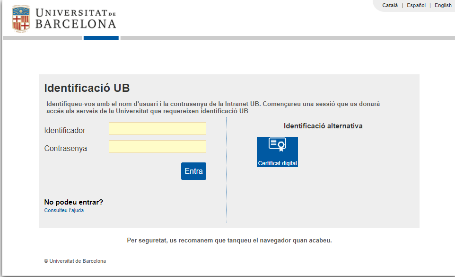 UNIVERSITAT DE
BARCELONA
Català | Español | English
Identificació UB
Identifiqueu-vos amb el nom d'usuari i la contrasenya de la Intranet UB. Començareu una sessió que us donarà
accés als serveis de la Universitat que requereixen identificació UB
Identificador
Contrasenya
Entra
Identificació alternativa
Certificat digital
No podeu entrar?
Consulteu l'ajuda
Per seguretat, us recomanem que tanqueu el navegador quan acabeu.
© Universitat de Barcelona